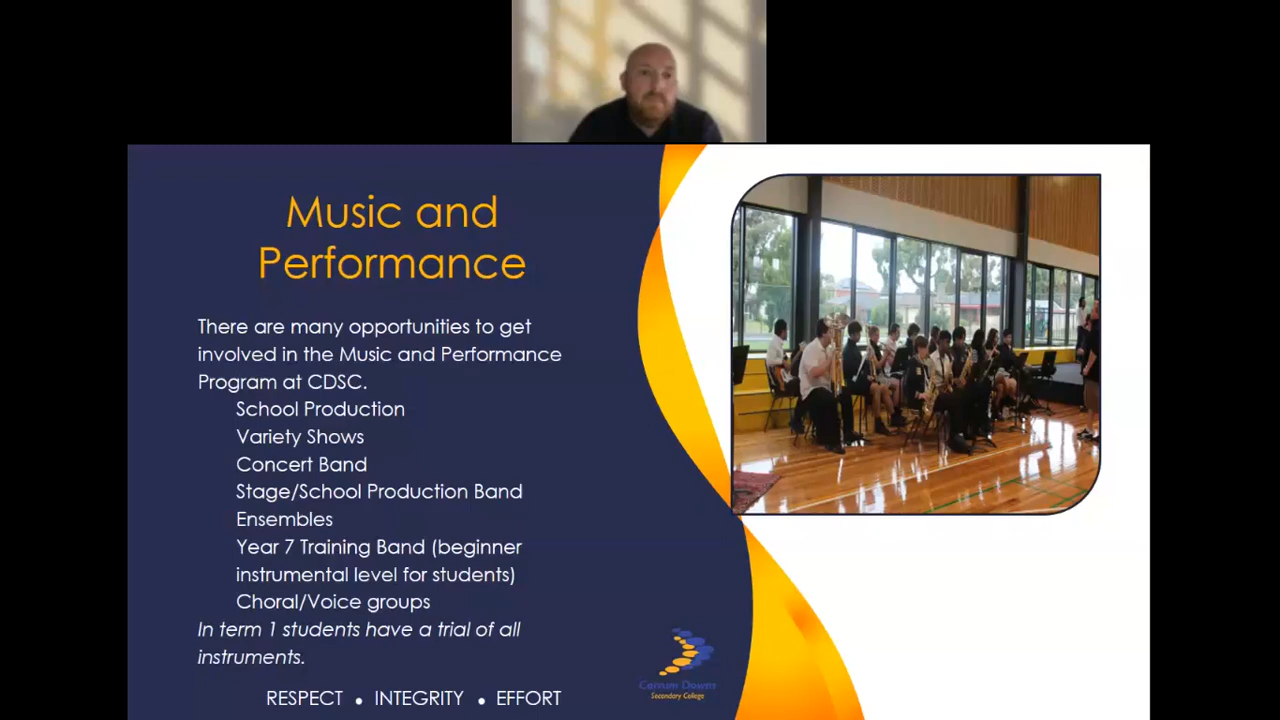 Music and
Performance
There are many opportunities to get
involved in the Music and Performance
Program at CDSC.
School Production
Variety Shows
Concert Band
Stage/School Production Band
Ensembles
Year 7 Training Band (beginner
instrumental level for students)
Choral/Voice groups
In term 1 students have a trial of all
instruments.
RESPECT • INTEGRITY • EFFORT
Carrum Downs
Secondary College